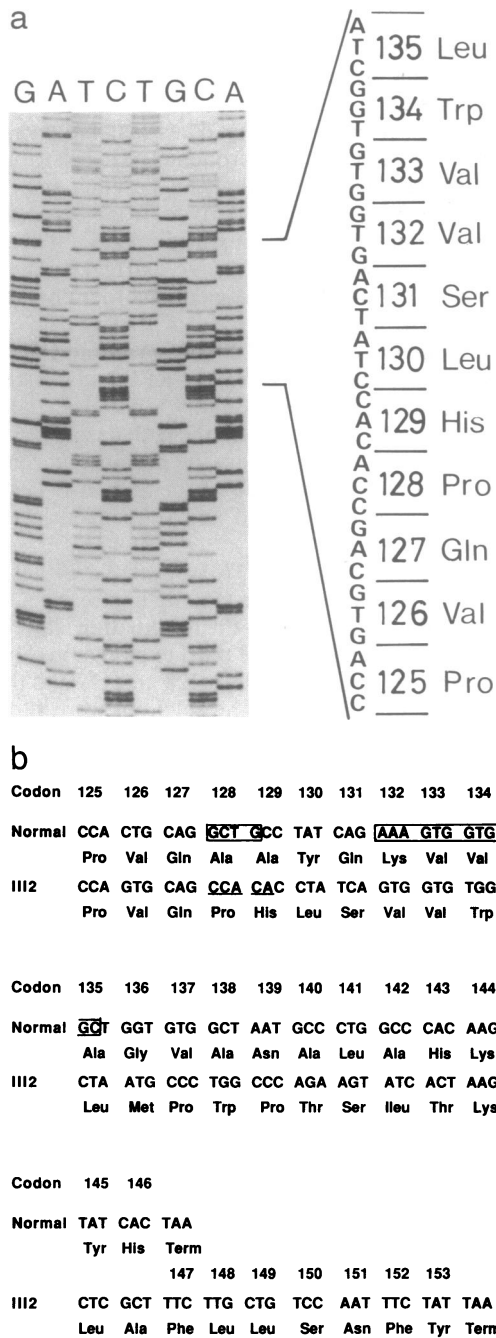 a
G A T C T G C A
A T C 135 Leu
G G T 134 Trp
G T G 133 Val
G T G 132 Val
A C T 131 Ser
A T C 130 Leu
C A C 129 His
A C C 128 Pro
G A C 127 Gln
G T G 126 Val
A C C 125 Pro
b
Codon 125 126 127 128 129 130 131 132 133 134
Normal CCA CTG CAG GCT GCC TAT CAG AAA GTG GTG
Pro Val Gln Ala Ala Tyr Gln Lys Val Val
III2 CCA GTG CAG CCA CAC CTA TCA GTG GTG TGG
Pro Val Gln Pro His Leu Ser Val Val Trp
Codon 135 136 137 138 139 140 141 142 143 144
Normal GCT GGT GTG GCT AAT GCC CTG GCC CAC AAG
Ala Gly Val Ala Asn Ala Leu Ala His Lys
III2 CTA ATG CCC TGG CCC AGA AGT ATC ACT AAG
Leu Met Pro Trp Pro Thr Ser Ileu Thr Lys
Codon 145 146
Normal TAT CAC TAA
Tyr His Term
147 148 149 150 151 152 153
III2 CTC GCT TTC TTG CTG TCC AAT TTC TAT TAA
Leu Ala Phe Leu Leu Ser Asn Phe Tyr Term